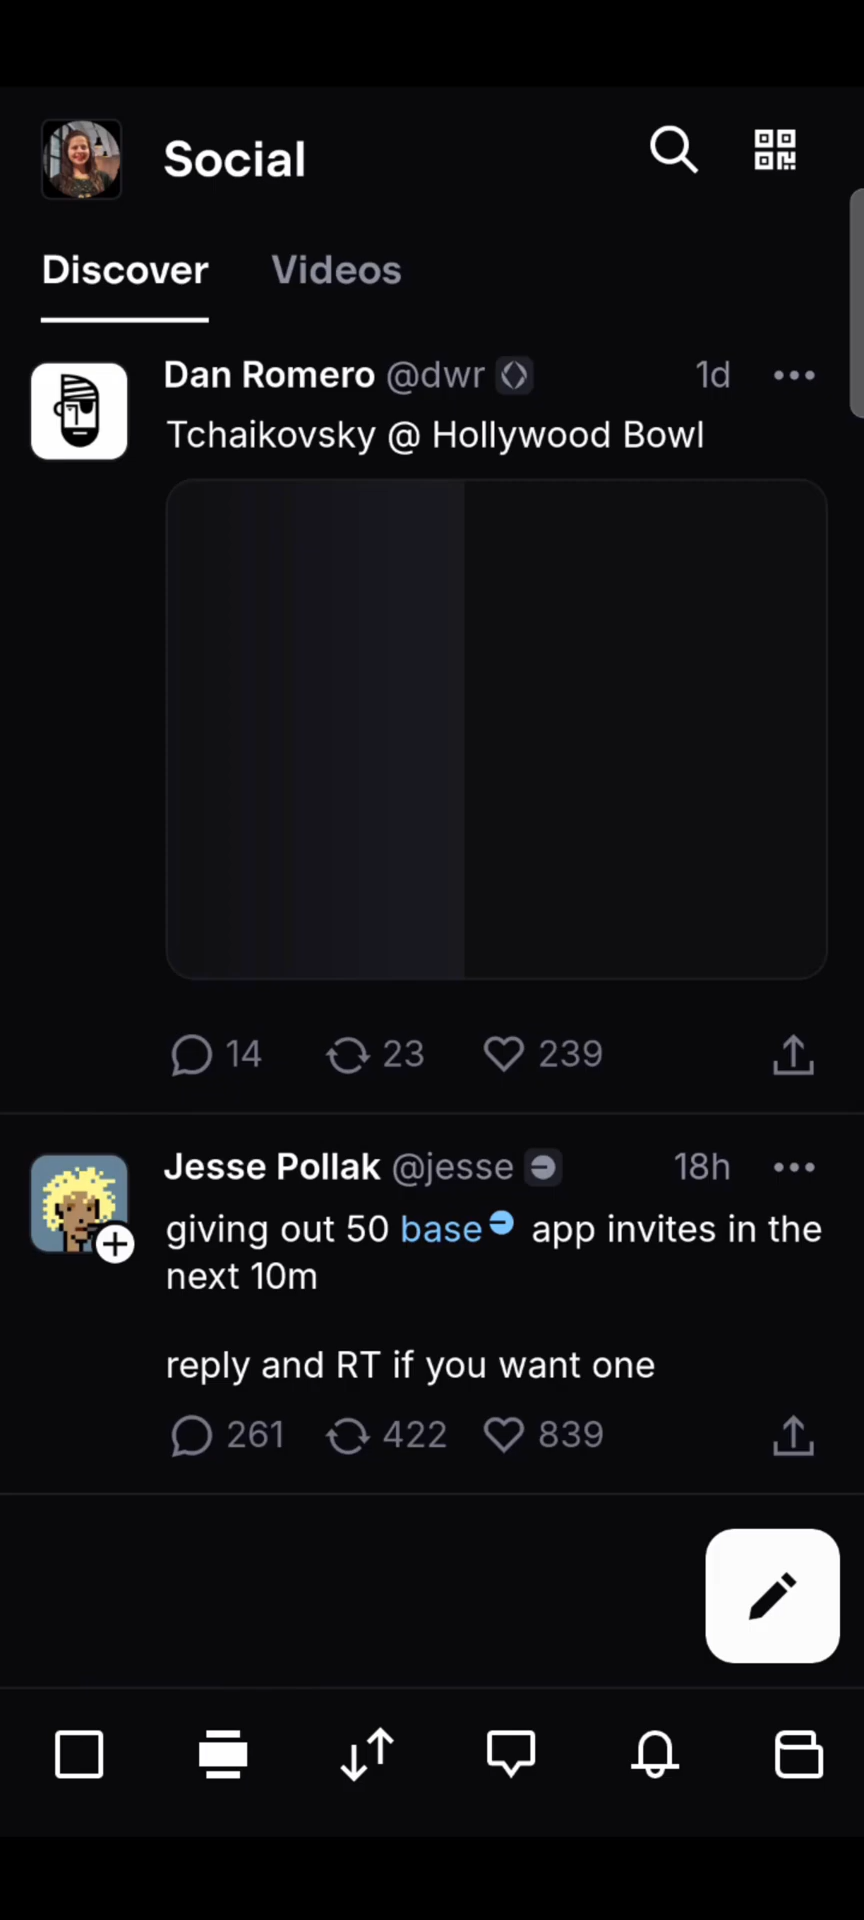 Social
Discover Videos
Dan Romero @dwr 1d
Tchaikovsky @ Hollywood Bowl
14 23 239
Jesse Pollak @jesse 18h
giving out 50 base app invites in the
next 10m
reply and RT if you want one
261 422 839